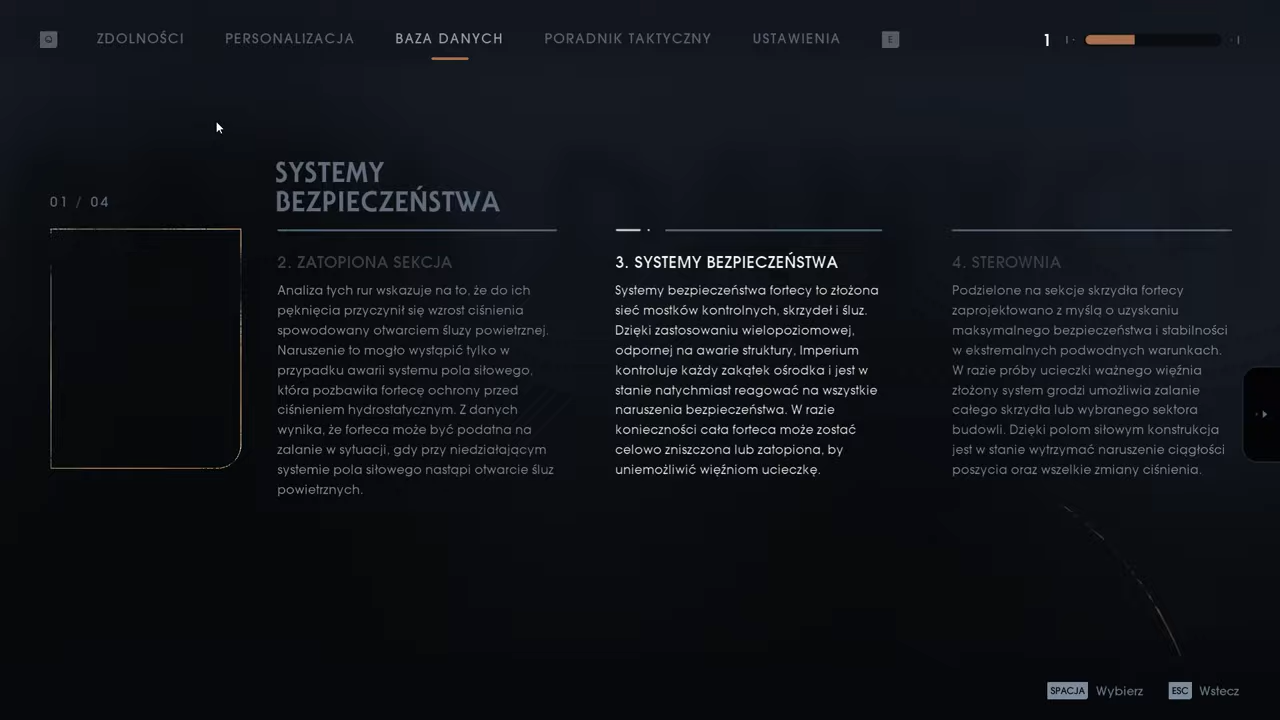 Q ZDOLNOŚCI PERSONALIZACJA BAZA DANYCH PORADNIK TAKTYCZNY USTAWIENIA E 1
SYSTEMY
BEZPIECZEŃSTWA
01 / 04
2. ZATOPIONA SEKCJA
Analiza tych rur wskazuje na to, że do ich
pęknięcia przyczynił się wzrost ciśnienia
spowodowany otwarciem śluzy powietrznej.
Naruszenie to mogło wystąpić tylko w
przypadku awarii systemu pola siłowego,
która pozbawiła fortecę ochrony przed
ciśnieniem hydrostatycznym. Z danych
wynika, że forteca może być podatna na
zalanie w sytuacji, gdy przy niedziałającym
systemie pola siłowego nastąpi otwarcie śluz
powietrznych.
3. SYSTEMY BEZPIECZEŃSTWA
Systemy bezpieczeństwa fortecy to złożona
sieć mostków kontrolnych, skrzydeł i śluz.
Dzięki zastosowaniu wielopoziomowej,
odpornej na awarie struktury, Imperium
kontroluje każdy zakątek ośrodka i jest w
stanie natychmiast reagować na wszystkie
naruszenia bezpieczeństwa. W razie
konieczności cała forteca może zostać
celowo zniszczona lub zatopiona, by
uniemożliwić więźniom ucieczkę.
4. STEROWNIA
Podzielone na sekcje skrzydła fortecy
zaprojektowano z myślą o uzyskaniu
maksymalnego bezpieczeństwa i stabilności
w ekstremalnych podwodnych warunkach.
W razie próby ucieczki ważnego więźnia
złożony system grodzi umożliwia zalanie
całego skrzydła lub wybranego sektora
budowli. Dzięki polom siłowym konstrukcja
jest w stanie wytrzymać naruszenie ciągłości
poszycia oraz wszelkie zmiany ciśnienia.
SPACJA Wybierz ESC Wstecz